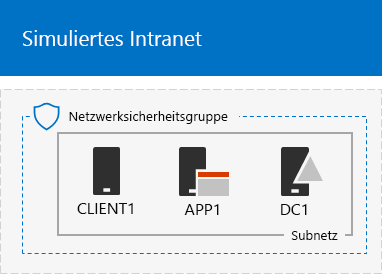 Simuliertes Intranet
Netzwerksicherheitsgruppe
CLIENT1 APP1 DC1
Subnetz